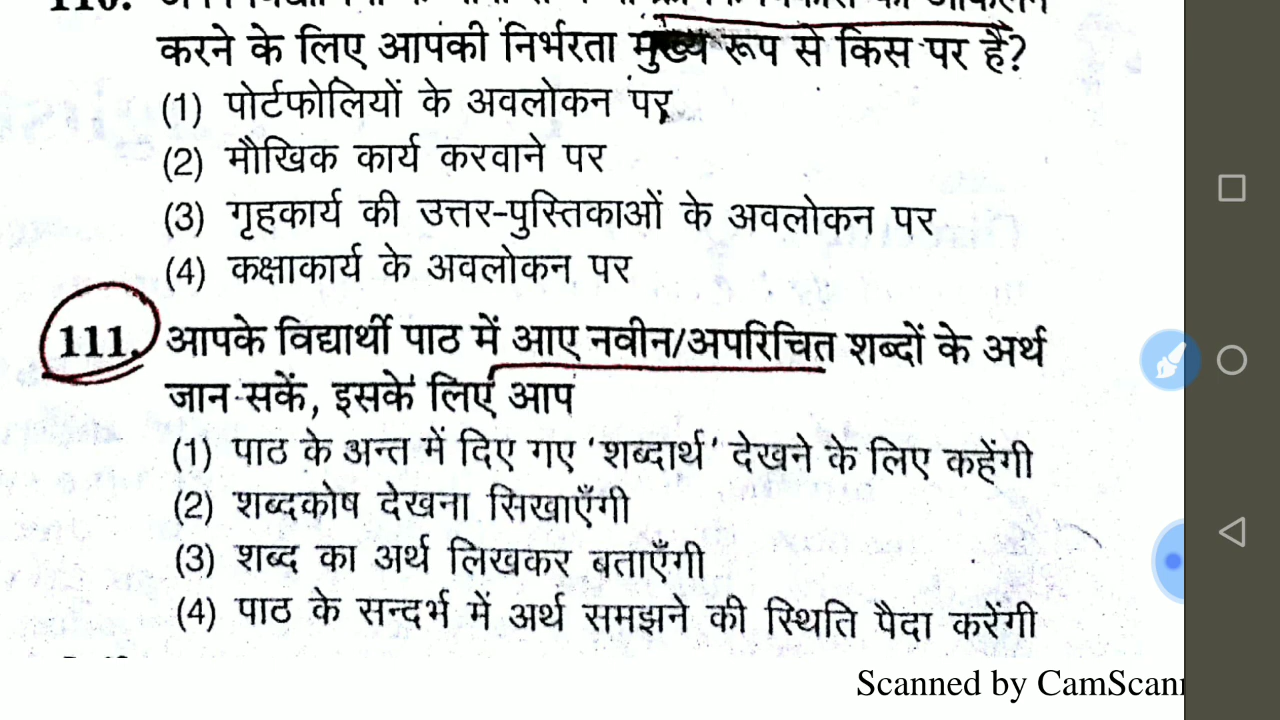 करने के लिए आपकी निर्भरता मुख्य रूप से किस पर है?
(1) पोर्टफोलियों के अवलोकन पर
(2) मौखिक कार्य करवाने पर
(3) गृहकार्य की उत्तर-पुस्तिकाओं के अवलोकन पर
(4) कक्षाकार्य के अवलोकन पर
111. आपके विद्यार्थी पाठ में आए नवीन/अपरिचित शब्दों के अर्थ
जान सकें, इसके लिए आप
(1) पाठ के अन्त में दिए गए 'शब्दार्थ' देखने के लिए कहेंगी
(2) शब्दकोष देखना सिखाएँगी
(3) शब्द का अर्थ लिखकर बताएँगी
(4) पाठ के सन्दर्भ में अर्थ समझने की स्थिति पैदा करेंगी
Scanned by CamScan